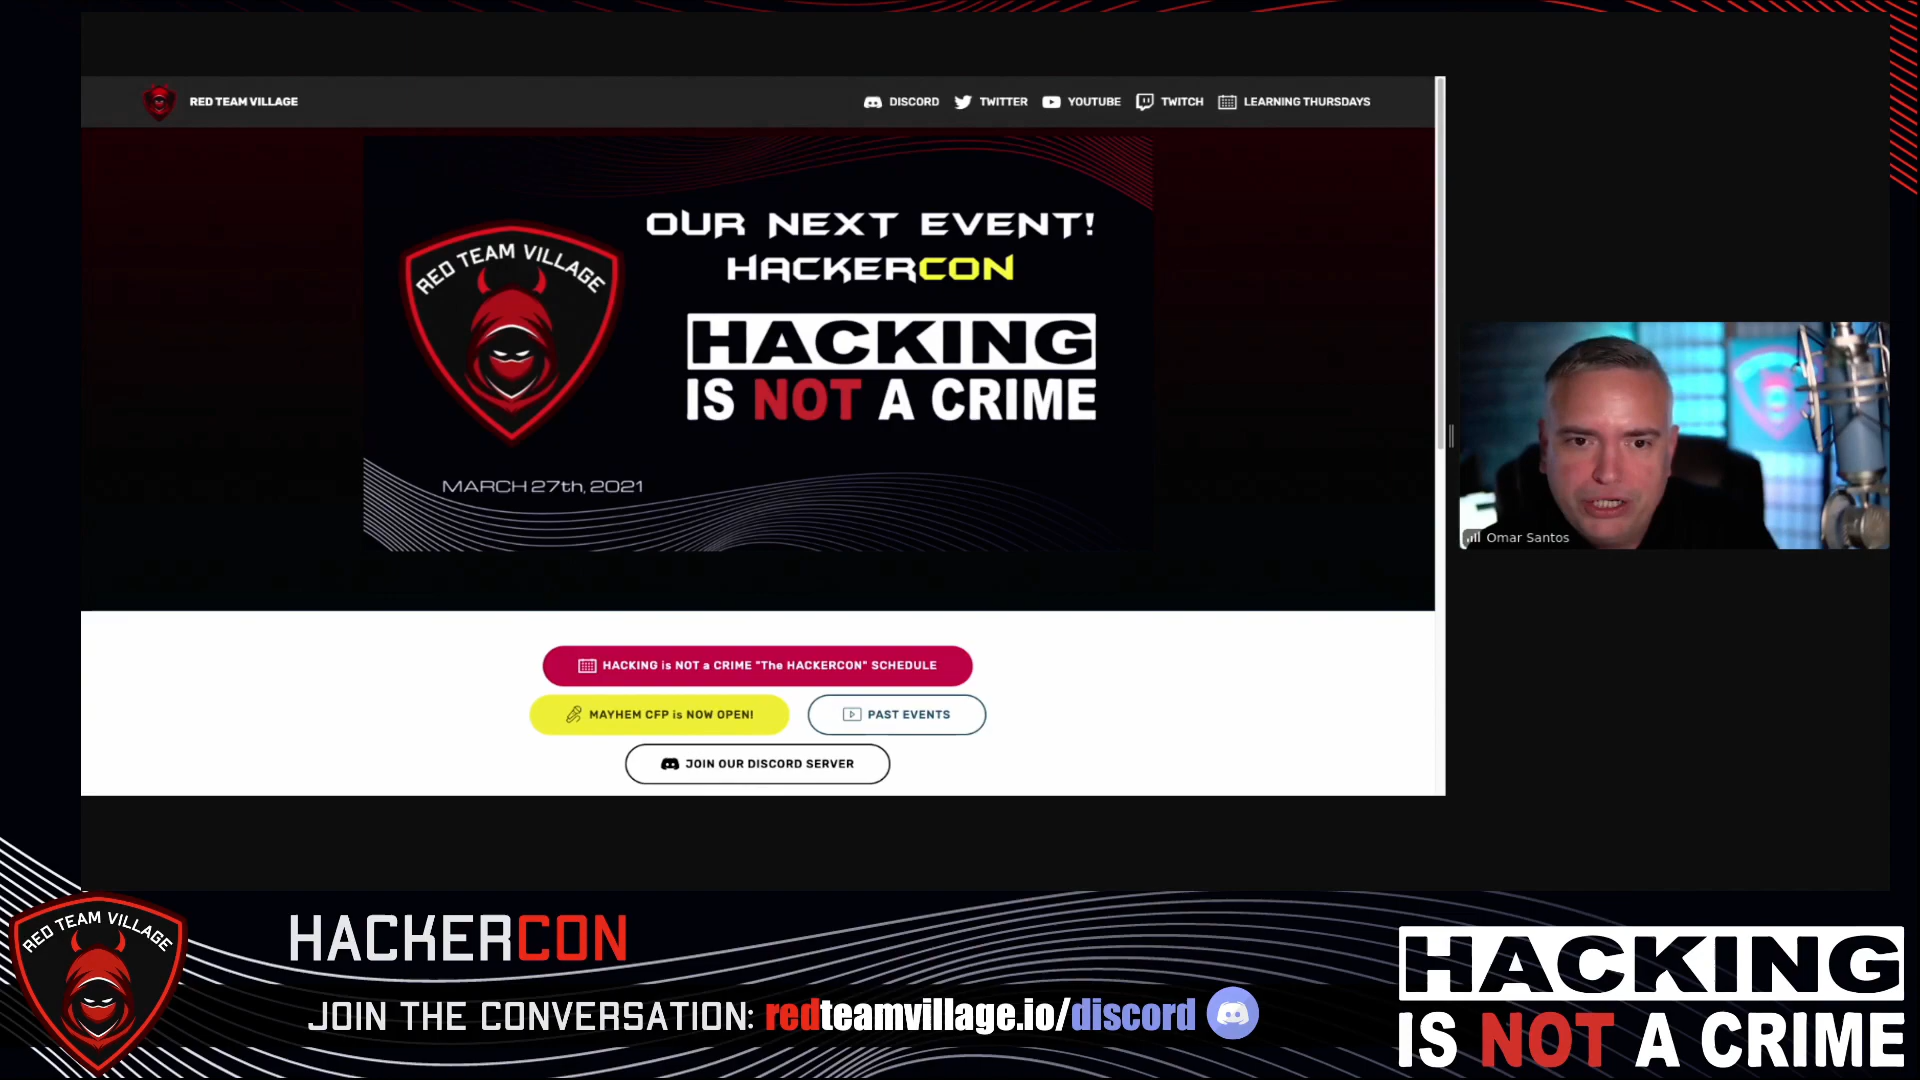 RED TEAM VILLAGE
DISCORD
TWITTER
YOUTUBE
TWITCH
LEARNING THURSDAYS
OUR NEXT EVENT!
HACKERCON
RED TEAM VILLAGE
HACKING
IS NOT A CRIME
MARCH 27th, 2021
Omar Santos
HACKING is NOT a CRIME "The HACKERCON" SCHEDULE
MAYHEM CFP is NOW OPEN!
PAST EVENTS
JOIN OUR DISCORD SERVER
RED TEAM VILLAGE
HACKERCON
JOIN THE CONVERSATION: redteamvillage.io/discord
HACKING
IS NOT A CRIME